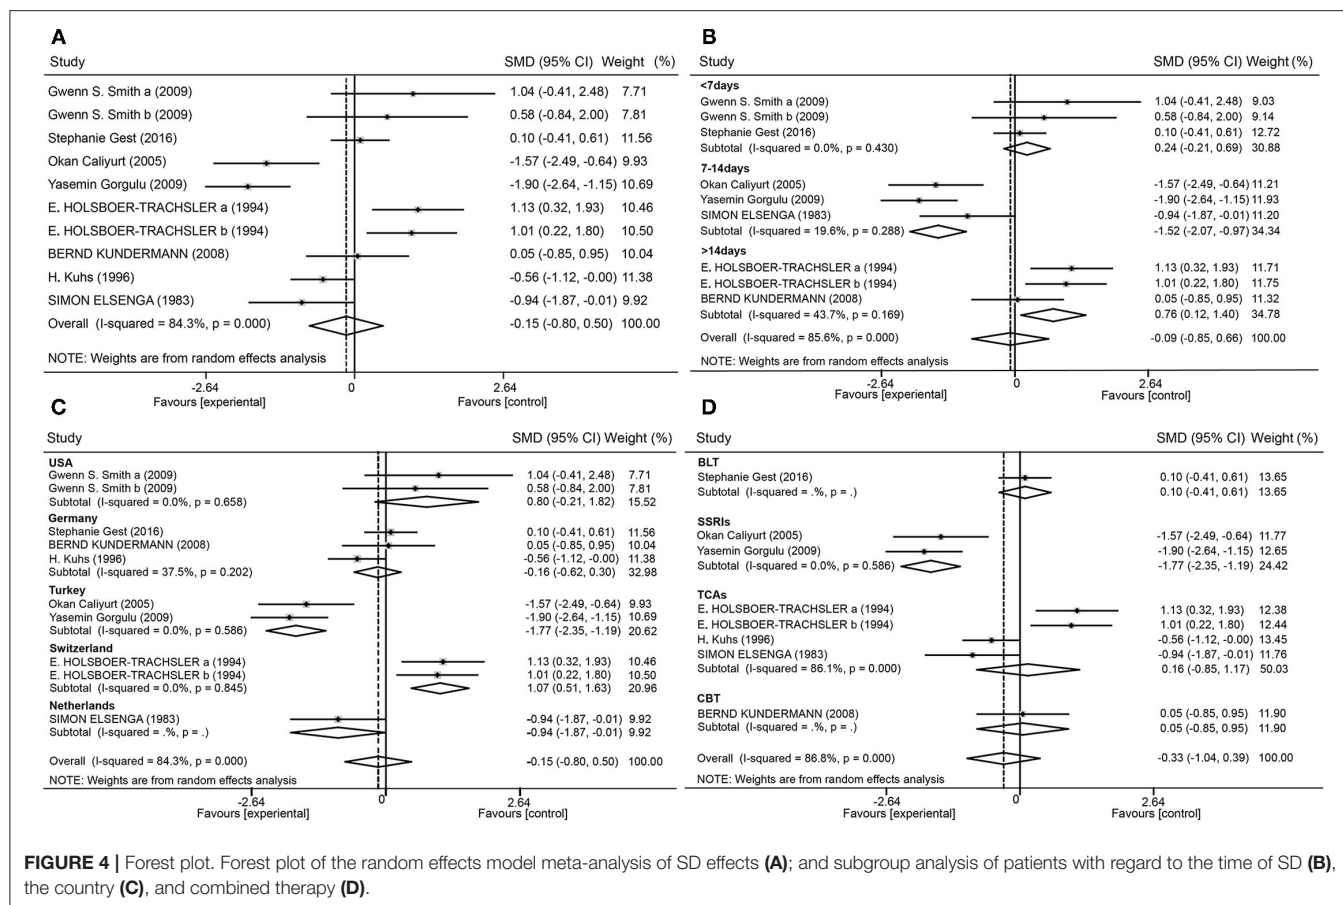 A
Study SMD (95% CI) Weight (%)
Gwenn S. Smith a (2009) 1.04 (-0.41, 2.48) 7.71
Gwenn S. Smith b (2009) 0.58 (-0.84, 2.00) 7.81
Stephanie Gest (2016) 0.10 (-0.41, 0.61) 11.56
Okan Caliyurt (2005) -1.57 (-2.49, -0.64) 9.93
Yasemin Gorgulu (2009) -1.90 (-2.64, -1.15) 10.69
E. HOLSBOER-TRACHSLER a (1994) 1.13 (0.32, 1.93) 10.46
E. HOLSBOER-TRACHSLER b (1994) 1.01 (0.22, 1.80) 10.50
BERND KUNDERMANN (2008) 0.05 (-0.85, 0.95) 10.04
H. Kuhs (1996) -0.56 (-1.12, -0.00) 11.38
SIMON ELSENGA (1983) -0.94 (-1.87, -0.01) 9.92
Overall (I-squared = 84.3%, p = 0.000) -0.15 (-0.80, 0.50) 100.00
NOTE: Weights are from random effects analysis
-2.64 0 2.64
Favours [experiental] Favours [control]
B
Study SMD (95% CI) Weight (%)
<7days
Gwenn S. Smith a (2009) 1.04 (-0.41, 2.48) 9.03
Gwenn S. Smith b (2009) 0.58 (-0.84, 2.00) 9.14
Stephanie Gest (2016) 0.10 (-0.41, 0.61) 12.72
Subtotal (I-squared = 0.0%, p = 0.430) 0.24 (-0.21, 0.69) 30.88
7-14days
Okan Caliyurt (2005) -1.57 (-2.49, -0.64) 11.21
Yasemin Gorgulu (2009) -1.90 (-2.64, -1.15) 11.93
SIMON ELSENGA (1983) -0.94 (-1.87, -0.01) 11.20
Subtotal (I-squared = 19.6%, p = 0.288) -1.52 (-2.07, -0.97) 34.34
>14days
E. HOLSBOER-TRACHSLER a (1994) 1.13 (0.32, 1.93) 11.71
E. HOLSBOER-TRACHSLER b (1994) 1.01 (0.22, 1.80) 11.75
BERND KUNDERMANN (2008) 0.05 (-0.85, 0.95) 11.32
Subtotal (I-squared = 43.7%, p = 0.169) 0.76 (0.12, 1.40) 34.78
Overall (I-squared = 85.6%, p = 0.000) -0.09 (-0.85, 0.66) 100.00
NOTE: Weights are from random effects analysis
-2.64 0 2.64
Favours [experiental] Favours [control]
C
Study SMD (95% CI) Weight (%)
USA
Gwenn S. Smith a (2009) 1.04 (-0.41, 2.48) 7.71
Gwenn S. Smith b (2009) 0.58 (-0.84, 2.00) 7.81
Subtotal (I-squared = 0.0%, p = 0.658) 0.80 (-0.21, 1.82) 15.52
Germany
Stephanie Gest (2016) 0.10 (-0.41, 0.61) 11.56
BERND KUNDERMANN (2008) 0.05 (-0.85, 0.95) 10.04
H. Kuhs (1996) -0.56 (-1.12, -0.00) 11.38
Subtotal (I-squared = 37.5%, p = 0.202) -0.16 (-0.62, 0.30) 32.98
Turkey
Okan Caliyurt (2005) -1.57 (-2.49, -0.64) 9.93
Yasemin Gorgulu (2009) -1.90 (-2.64, -1.15) 10.69
Subtotal (I-squared = 0.0%, p = 0.586) -1.77 (-2.35, -1.19) 20.62
Switzerland
E. HOLSBOER-TRACHSLER a (1994) 1.13 (0.32, 1.93) 10.46
E. HOLSBOER-TRACHSLER b (1994) 1.01 (0.22, 1.80) 10.50
Subtotal (I-squared = 0.0%, p = 0.845) 1.07 (0.51, 1.63) 20.96
Netherlands
SIMON ELSENGA (1983) -0.94 (-1.87, -0.01) 9.92
Subtotal (I-squared = .%, p = .) -0.94 (-1.87, -0.01) 9.92
Overall (I-squared = 84.3%, p = 0.000) -0.15 (-0.80, 0.50) 100.00
NOTE: Weights are from random effects analysis
-2.64 0 2.64
Favours [experiental] Favours [control]
D
Study SMD (95% CI) Weight (%)
BLT
Stephanie Gest (2016) 0.10 (-0.41, 0.61) 13.65
Subtotal (I-squared = .%, p = .) 0.10 (-0.41, 0.61) 13.65
SSRIs
Okan Caliyurt (2005) -1.57 (-2.49, -0.64) 11.77
Yasemin Gorgulu (2009) -1.90 (-2.64, -1.15) 12.65
Subtotal (I-squared = 0.0%, p = 0.586) -1.77 (-2.35, -1.19) 24.42
TCAs
E. HOLSBOER-TRACHSLER a (1994) 1.13 (0.32, 1.93) 12.38
E. HOLSBOER-TRACHSLER b (1994) 1.01 (0.22, 1.80) 12.44
H. Kuhs (1996) -0.56 (-1.12, -0.00) 13.45
SIMON ELSENGA (1983) -0.94 (-1.87, -0.01) 11.76
Subtotal (I-squared = 86.1%, p = 0.000) 0.16 (-0.85, 1.17) 50.03
CBT
BERND KUNDERMANN (2008) 0.05 (-0.85, 0.95) 11.90
Subtotal (I-squared = .%, p = .) 0.05 (-0.85, 0.95) 11.90
Overall (I-squared = 86.8%, p = 0.000) -0.33 (-1.04, 0.39) 100.00
NOTE: Weights are from random effects analysis
-2.64 0 2.64
Favours [experiental] Favours [control]
FIGURE 4 | Forest plot. Forest plot of the random effects model meta-analysis of SD effects (A); and subgroup analysis of patients with regard to the time of SD (B),
the country (C), and combined therapy (D).